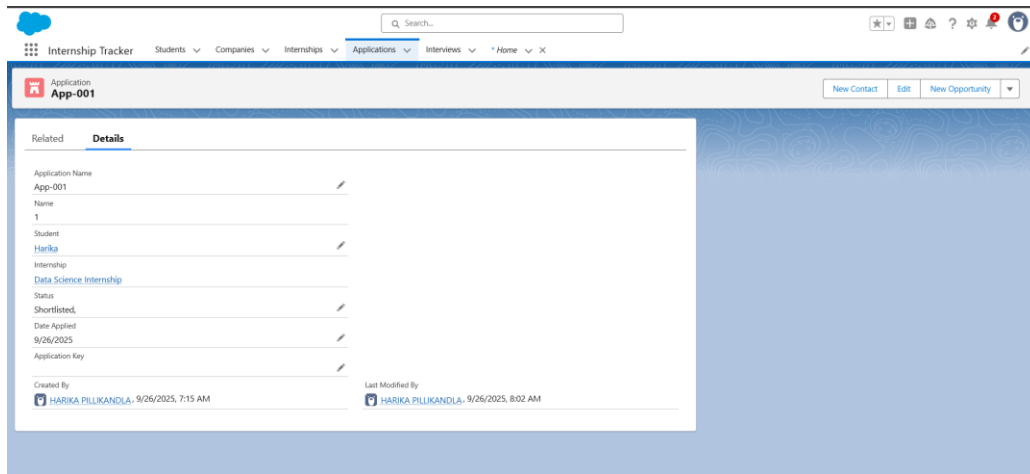 Search...
2
Internship Tracker Students Companies Internships Applications Interviews * Home
Application
App-001
New Contact Edit New Opportunity
Related Details
Application Name
App-001
Name
1
Student
Harika
Internship
Data Science Internship
Status
Shortlisted,
Date Applied
9/26/2025
Application Key
Created By Last Modified By
HARIKA PILLIKANDLA, 9/26/2025, 7:15 AM HARIKA PILLIKANDLA, 9/26/2025, 8:02 AM